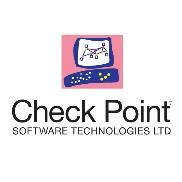 Check Point
SOFTWARE TECHNOLOGIES LTD